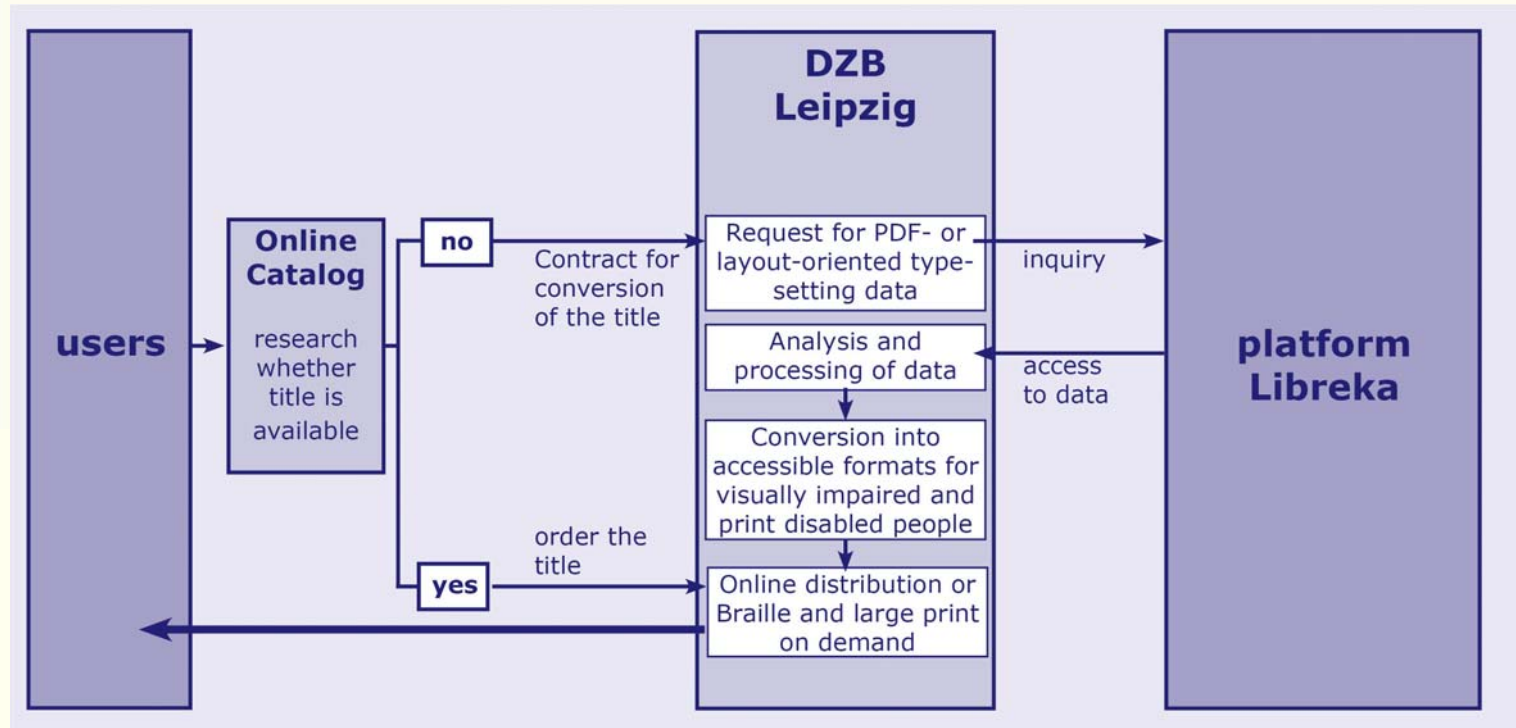 users
Online
Catalog
research
whether
title is
available
no
Contract for
conversion
of the title
yes
order the
title
DZB
Leipzig
Request for PDF- or
layout-oriented type-
setting data
Analysis and
processing of data
Conversion into
accessible formats for
visually impaired and
print disabled people
Online distribution or
Braille and large print
on demand
inquiry
access
to data
platform
Libreka